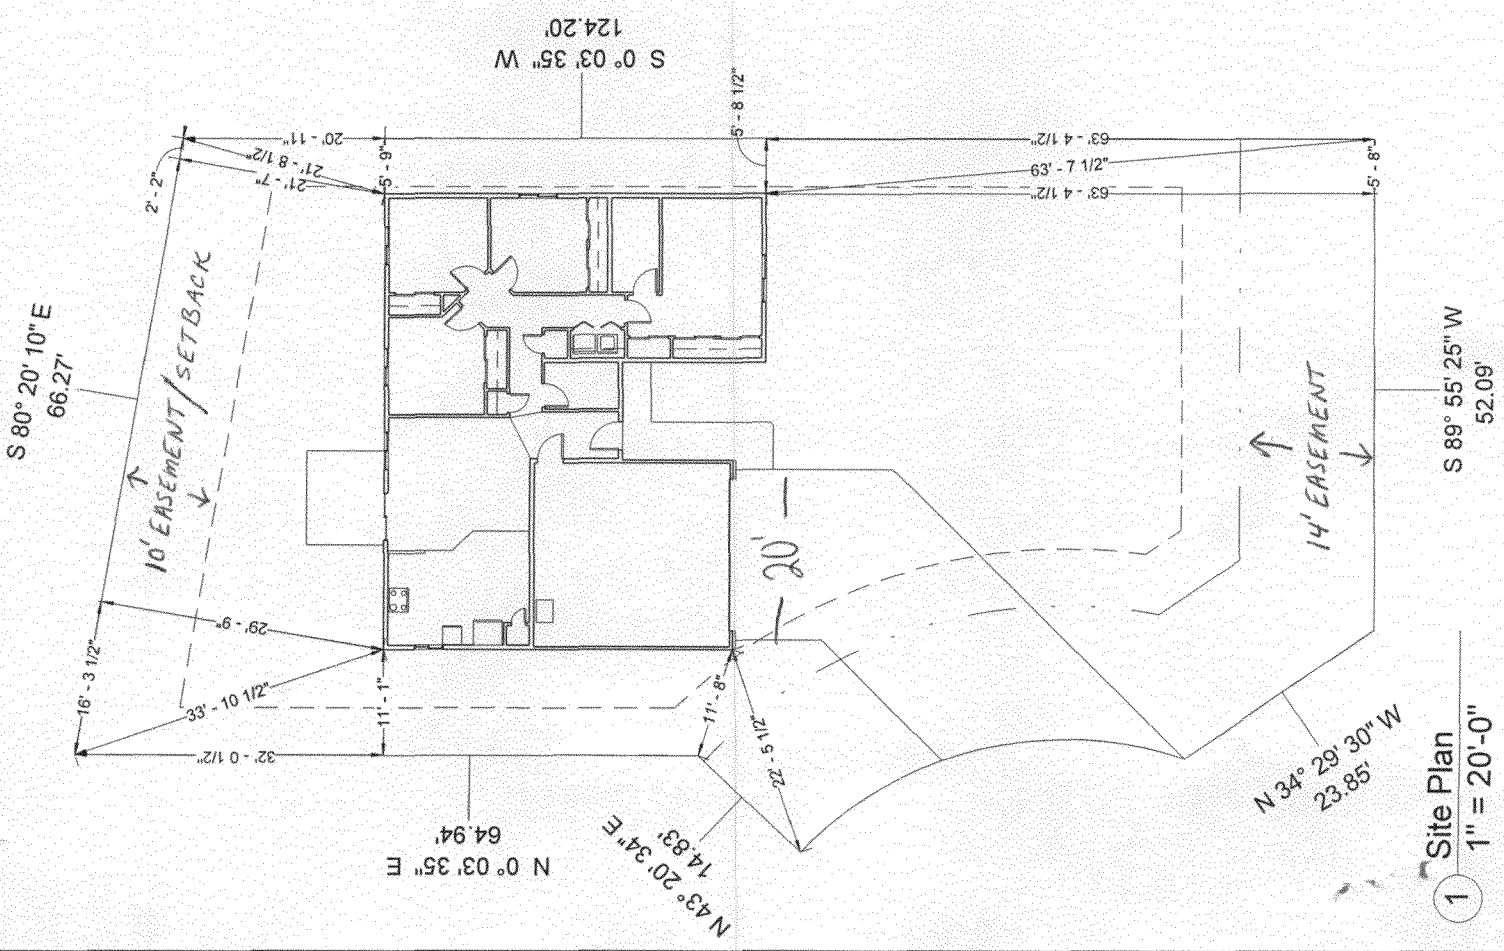 S 0° 03' 35" W
124.20'
5' - 8 1/2"
20' - 11"
21' - 8 1/2"
21' - 7"
2' - 2"
5' - 9"
63' - 4 1/2"
63' - 7 1/2"
63' - 4 1/2"
5' - 8"
S 80° 20' 10" E
66.27'
10' EASEMENT/SETBACK
14' EASEMENT
S 89° 55' 25" W
52.09'
20'
29' - 9"
16' - 3 1/2"
33' - 10 1/2"
11' - 1"
32' - 0 1/2"
11' - 8"
22' - 5 1/2"
N 0° 03' 35" E
64.94'
N 43° 20' 34" E
14.83'
N 34° 29' 30" W
23.85'
1
Site Plan
1" = 20'-0"